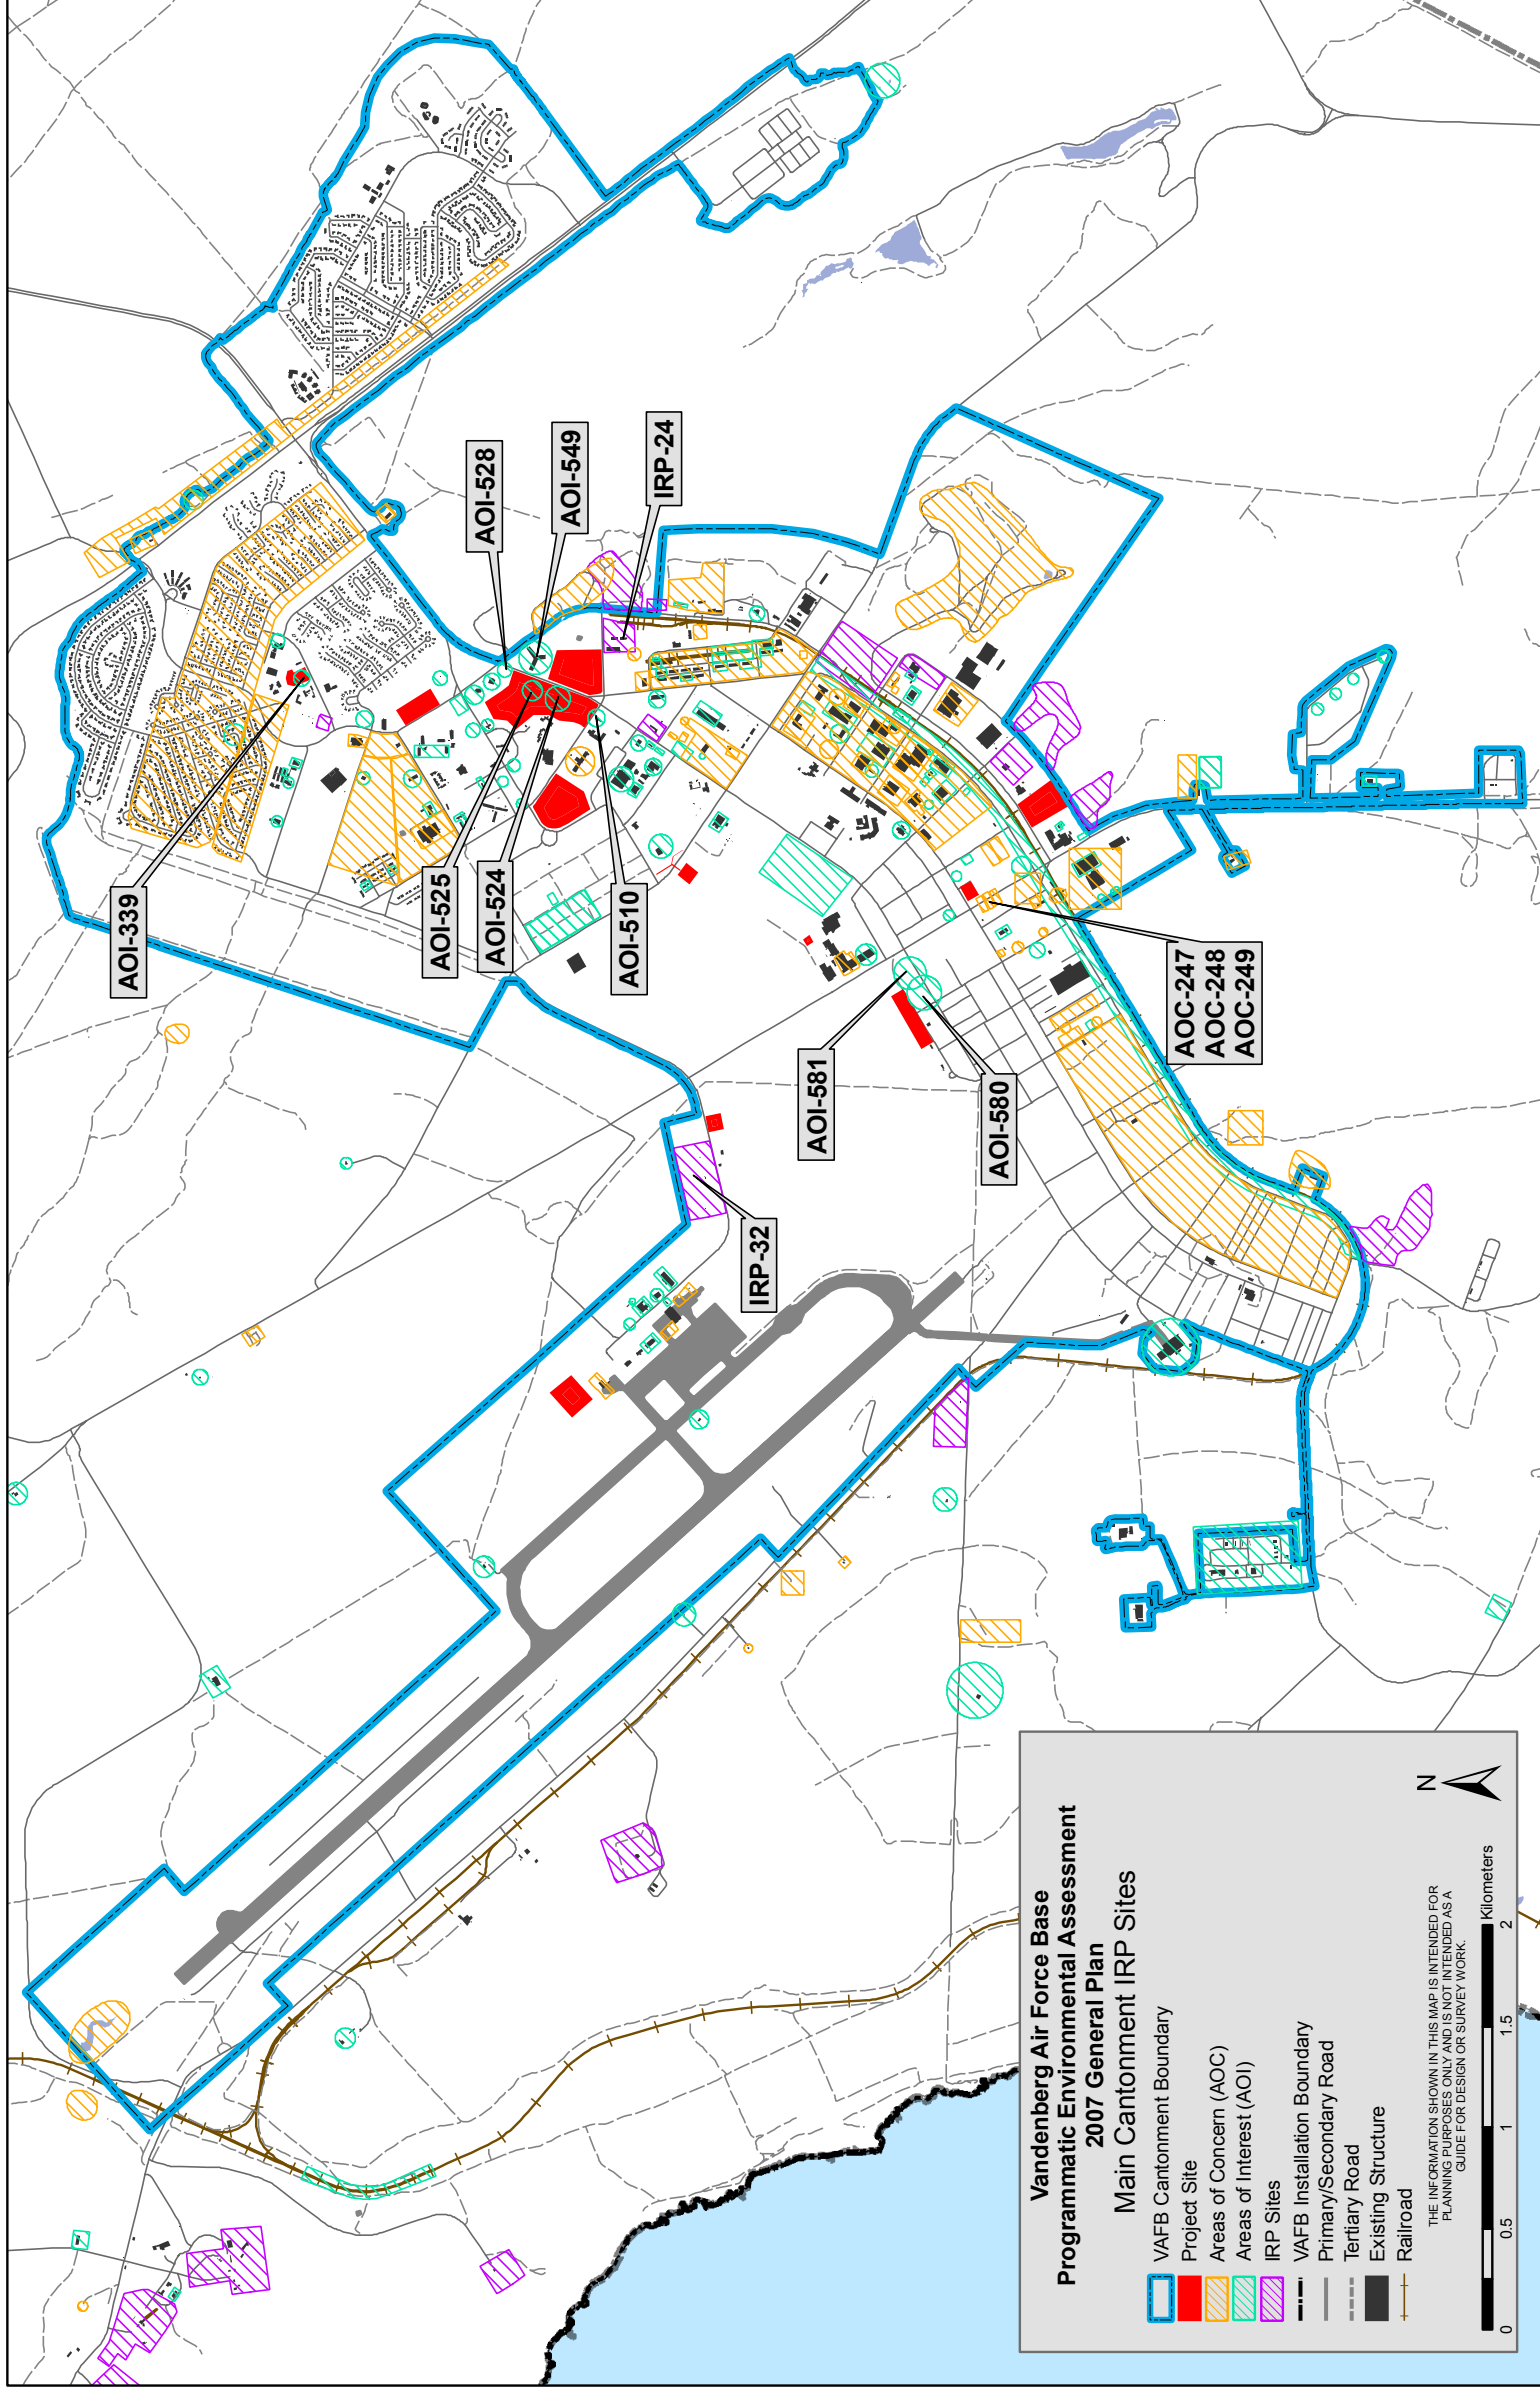 AOI-339
AOI-525
AOI-524
AOI-510
AOI-528
AOI-549
IRP-24
AOI-581
AOI-580
AOC-247
AOC-248
AOC-249
IRP-32
Vandenberg Air Force Base
Programmatic Environmental Assessment
2007 General Plan
Main Cantonment IRP Sites
VAFB Cantonment Boundary
Project Site
Areas of Concern (AOC)
Areas of Interest (AOI)
IRP Sites
VAFB Installation Boundary
Primary/Secondary Road
Tertiary Road
Existing Structure
Railroad
N
THE INFORMATION SHOWN IN THIS MAP IS INTENDED FOR
PLANNING PURPOSES ONLY AND IS NOT INTENDED AS A
GUIDE FOR DESIGN OR SURVEY WORK.
0 0.5 1 1.5 2
Kilometers